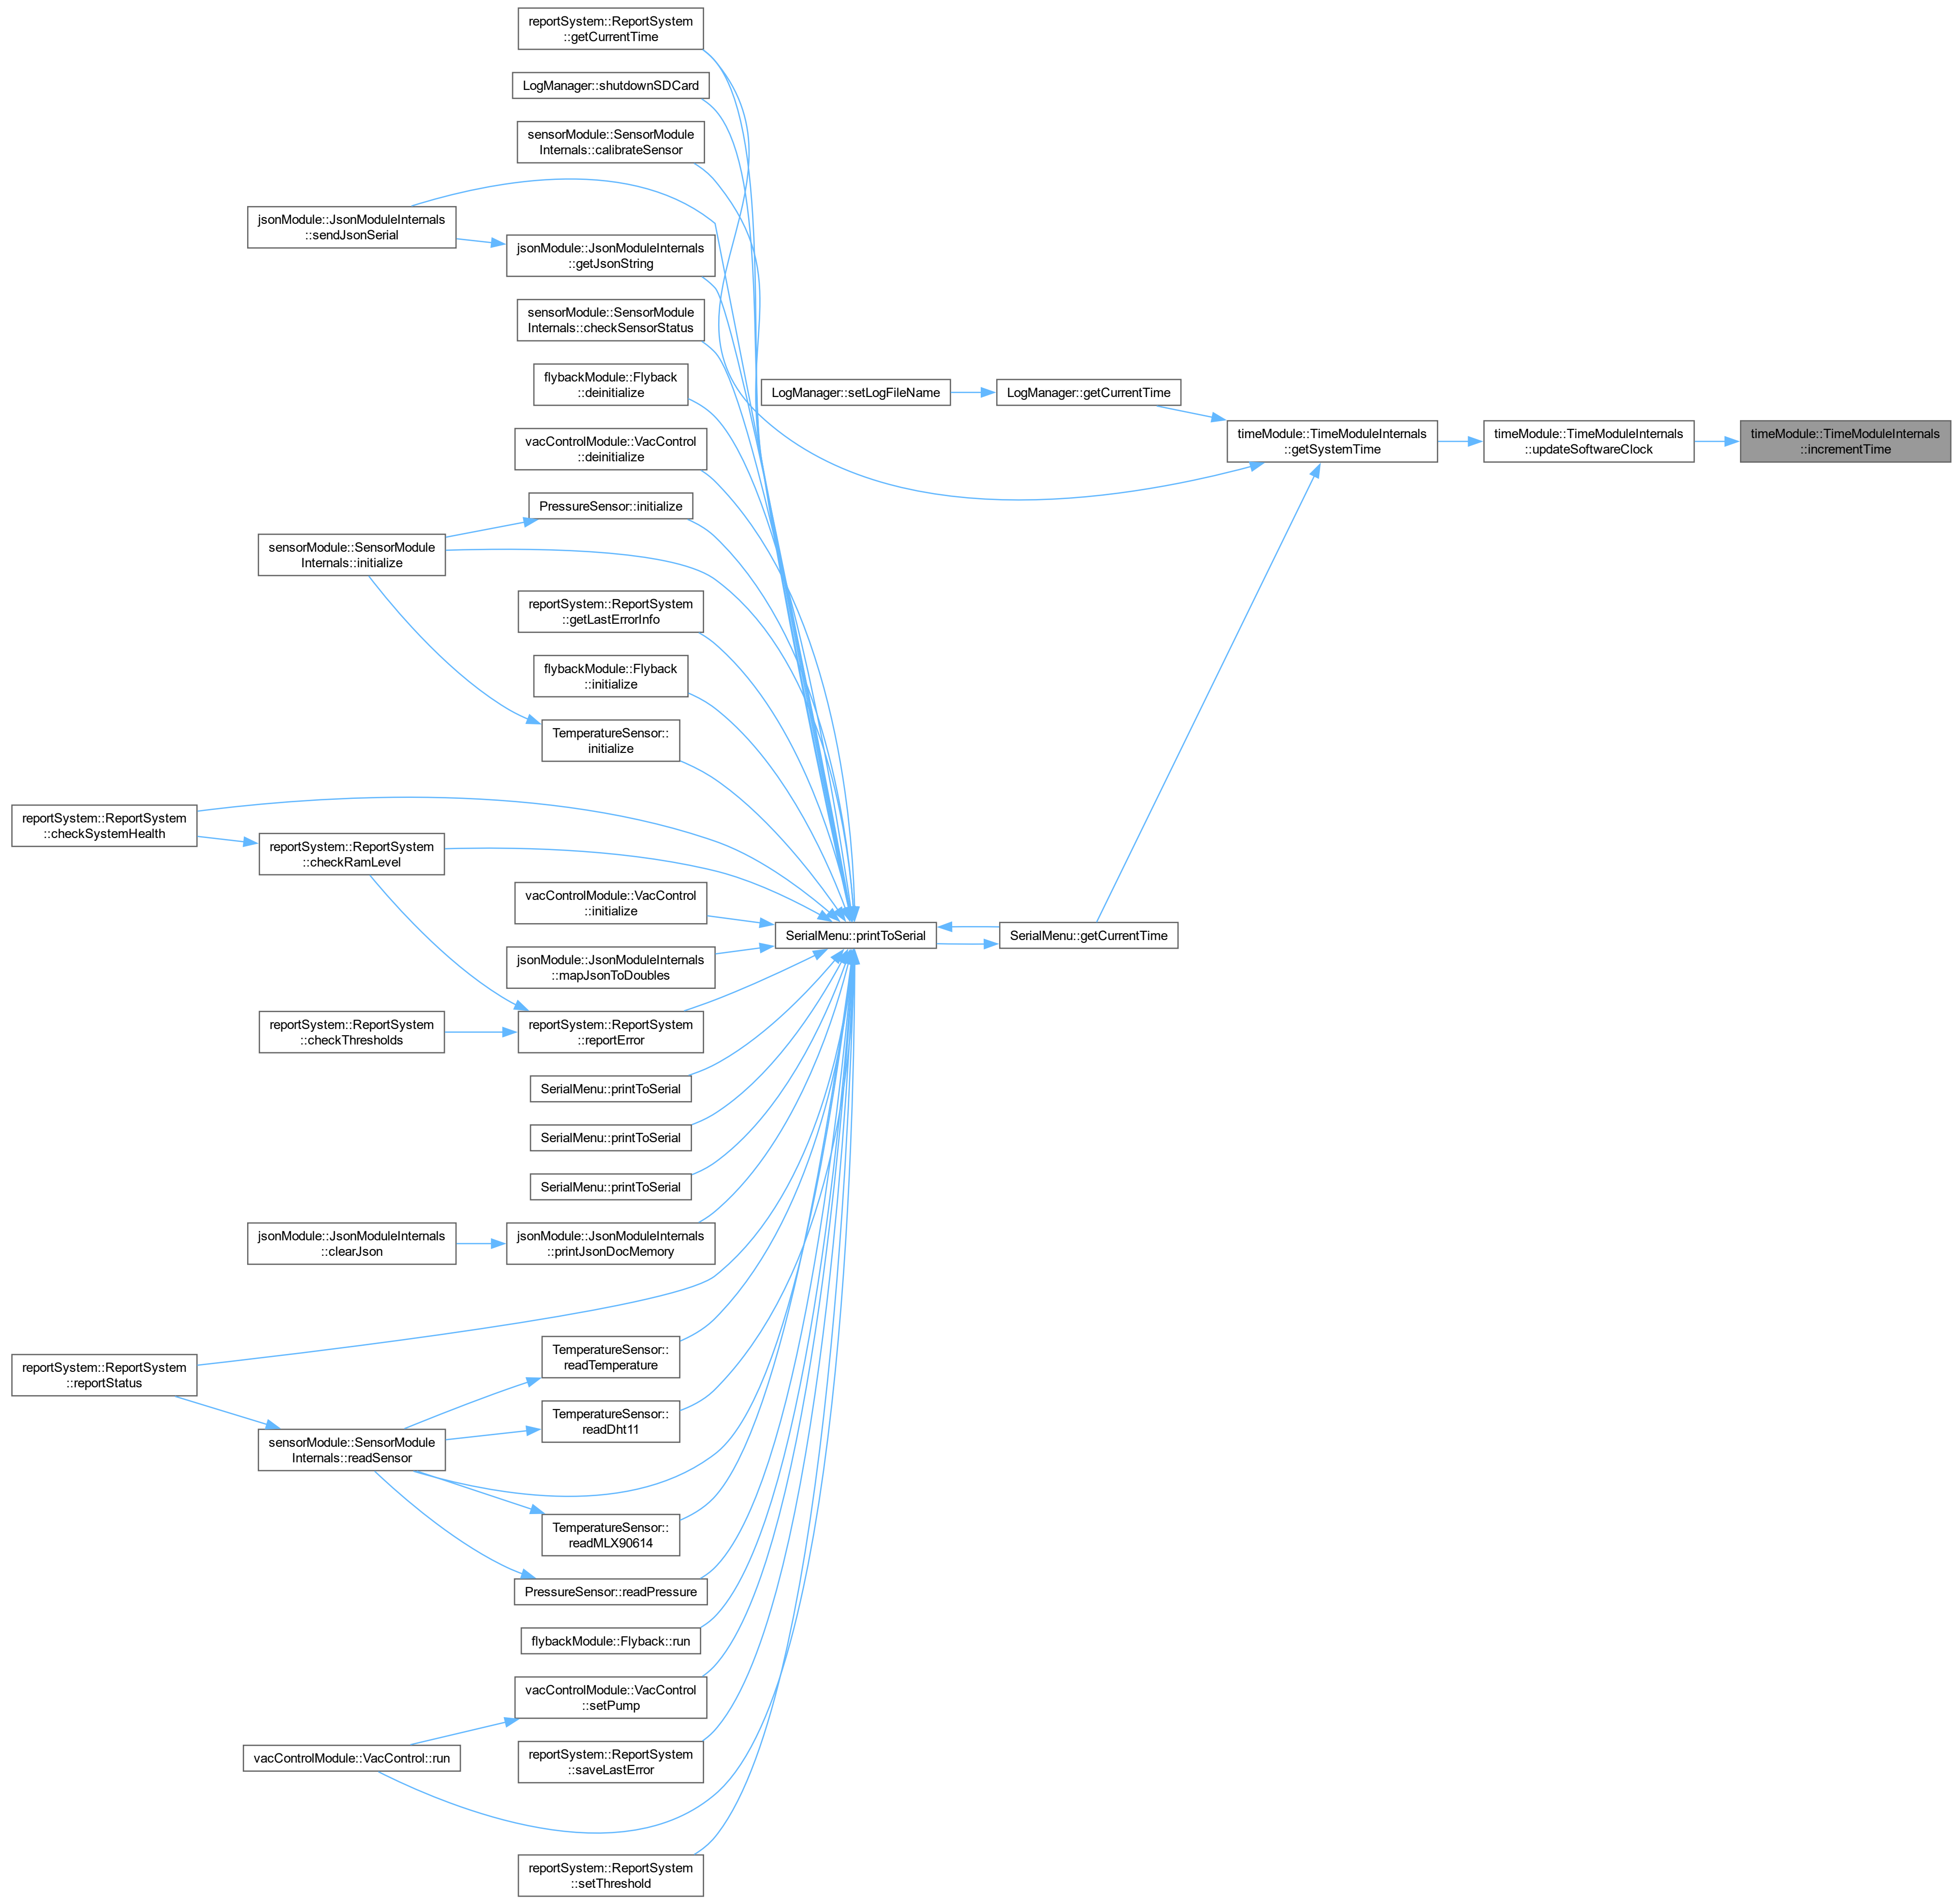 reportSystem::ReportSystem
::getCurrentTime
LogManager::shutdownSDCard
sensorModule::SensorModule
Internals::calibrateSensor
jsonModule::JsonModuleInternals
::sendJsonSerial
jsonModule::JsonModuleInternals
::getJsonString
sensorModule::SensorModule
Internals::checkSensorStatus
flybackModule::Flyback
::deinitialize
LogManager::setLogFileName
LogManager::getCurrentTime
timeModule::TimeModuleInternals
::getSystemTime
timeModule::TimeModuleInternals
::updateSoftwareClock
timeModule::TimeModuleInternals
::incrementTime
vacControlModule::VacControl
::deinitialize
PressureSensor::initialize
sensorModule::SensorModule
Internals::initialize
reportSystem::ReportSystem
::getLastErrorInfo
flybackModule::Flyback
::initialize
TemperatureSensor::
initialize
reportSystem::ReportSystem
::checkSystemHealth
reportSystem::ReportSystem
::checkRamLevel
vacControlModule::VacControl
::initialize
SerialMenu::printToSerial
SerialMenu::getCurrentTime
jsonModule::JsonModuleInternals
::mapJsonToDoubles
reportSystem::ReportSystem
::checkThresholds
reportSystem::ReportSystem
::reportError
SerialMenu::printToSerial
SerialMenu::printToSerial
SerialMenu::printToSerial
jsonModule::JsonModuleInternals
::clearJson
jsonModule::JsonModuleInternals
::printJsonDocMemory
reportSystem::ReportSystem
::reportStatus
TemperatureSensor::
readTemperature
TemperatureSensor::
readDht11
sensorModule::SensorModule
Internals::readSensor
TemperatureSensor::
readMLX90614
PressureSensor::readPressure
flybackModule::Flyback::run
vacControlModule::VacControl
::setPump
vacControlModule::VacControl::run
reportSystem::ReportSystem
::saveLastError
reportSystem::ReportSystem
::setThreshold